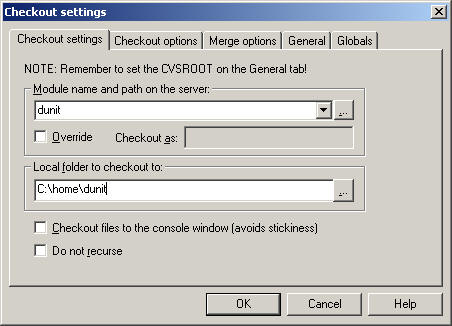 Checkout settings
Checkout settings Checkout options Merge options General Globals
NOTE: Remember to set the CVSROOT on the General tab!
Module name and path on the server:
dunit ...
Override Checkout as:
Local folder to checkout to:
C:\home\dunit ...
Checkout files to the console window (avoids stickiness)
Do not recurse
OK Cancel Help